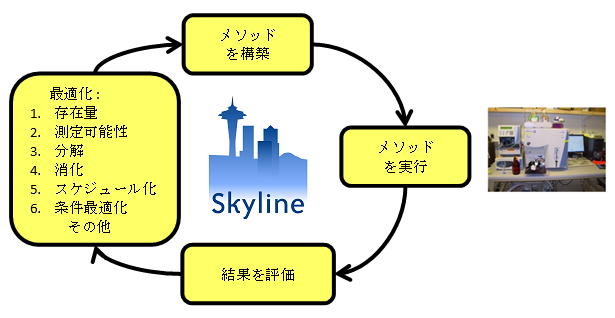 メソッド
を構築
最適化:
1. 存在量
2. 測定可能性
3. 分解
4. 消化
5. スケジュール化
6. 条件最適化
その他
Skyline
メソッド
を実行
結果を評価